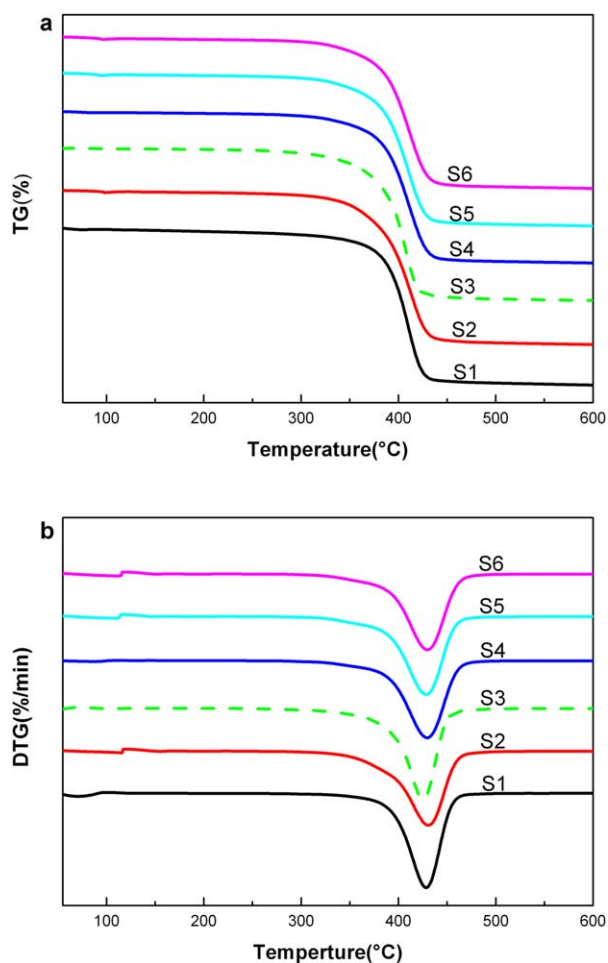 a
TG(%)
S6
S5
S4
S3
S2
S1
100 200 300 400 500 600
Temperature(°C)
b
DTG(%/min)
S6
S5
S4
S3
S2
S1
100 200 300 400 500 600
Temperture(°C)